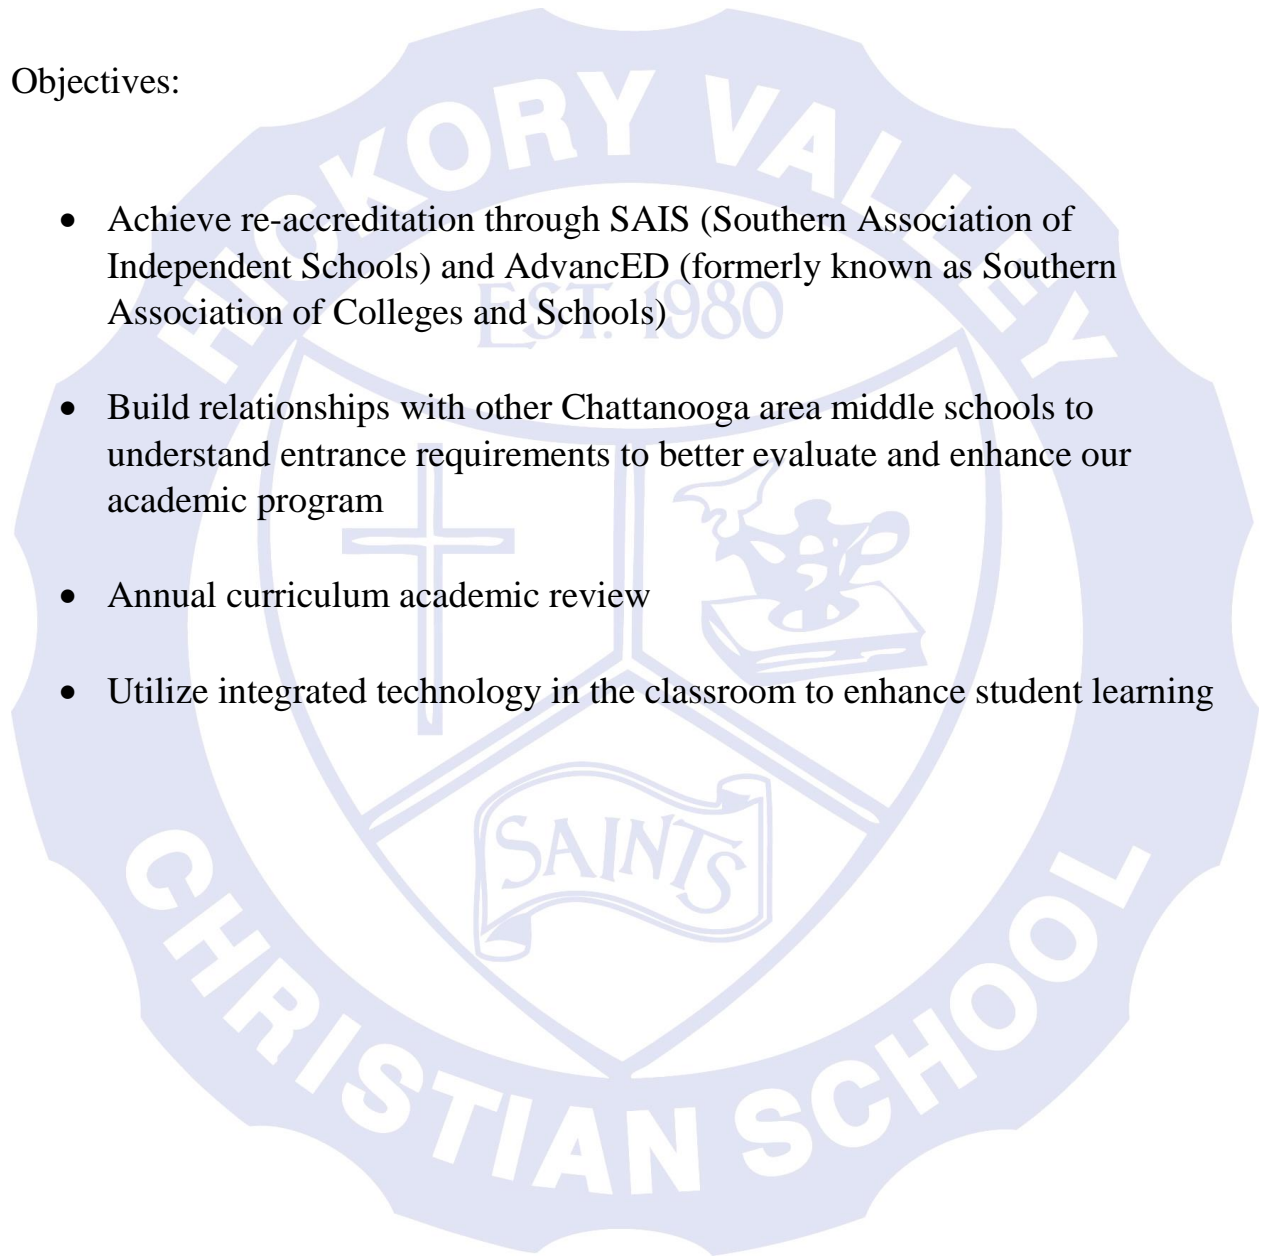 Objectives:
HICKORY VALLEY
• Achieve re-accreditation through SAIS (Southern Association of
Independent Schools) and AdvancED (formerly known as Southern
Association of Colleges and Schools)
EST. 1980
• Build relationships with other Chattanooga area middle schools to
understand entrance requirements to better evaluate and enhance our
academic program
• Annual curriculum academic review
• Utilize integrated technology in the classroom to enhance student learning
SAINTS
CHRISTIAN SCHOOL